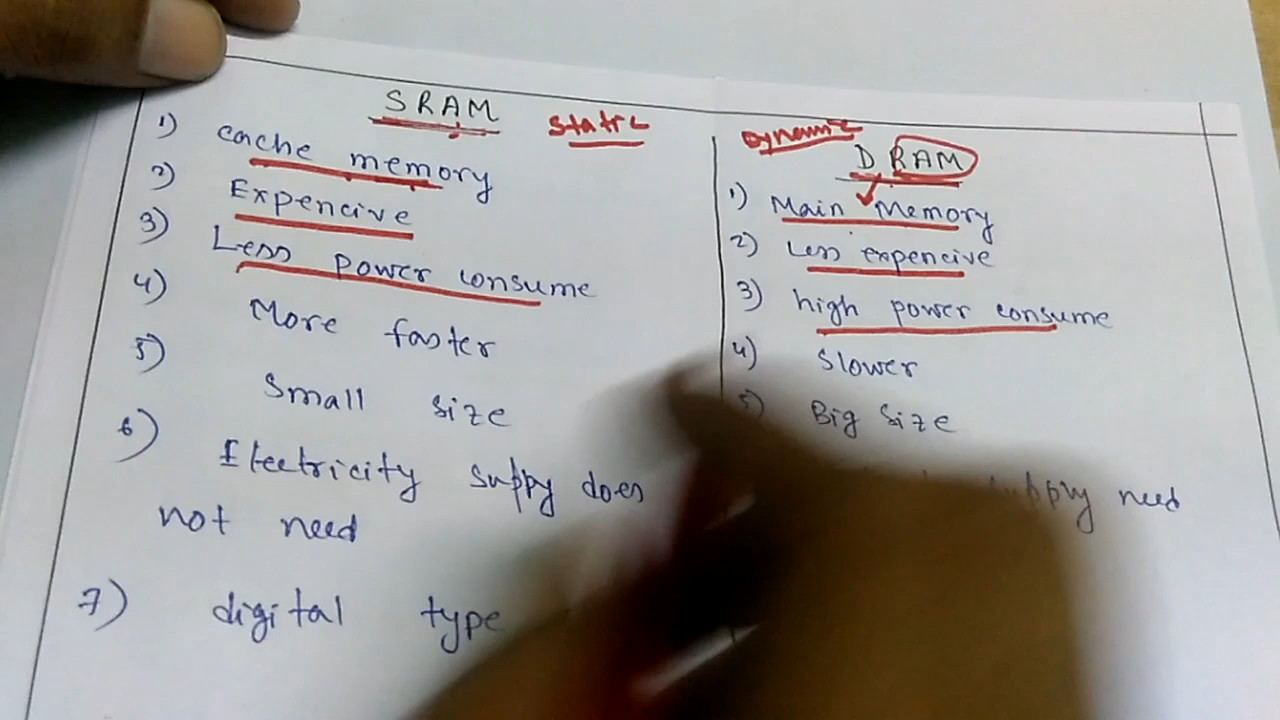 SRAM static
1) cache memory
2) Expencive
3) Less power consume
4) More faster
5) Small size
6) Electricity supply does
not need
7) digital type
Dynamic
DRAM
1) Main Memory
2) Less expencive
3) high power consume
4) Slower
5) Big size
supply need